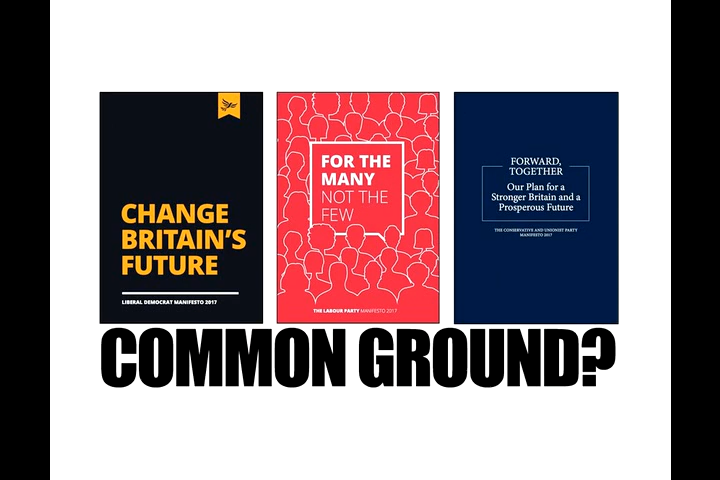 CHANGE
BRITAIN'S
FUTURE
LIBERAL DEMOCRAT MANIFESTO 2017
FOR THE
MANY
NOT THE
FEW
THE LABOUR PARTY MANIFESTO 2017
FORWARD,
TOGETHER
Our Plan for a
Stronger Britain and a
Prosperous Future
THE CONSERVATIVE AND UNIONIST PARTY
MANIFESTO 2017
COMMON GROUND?